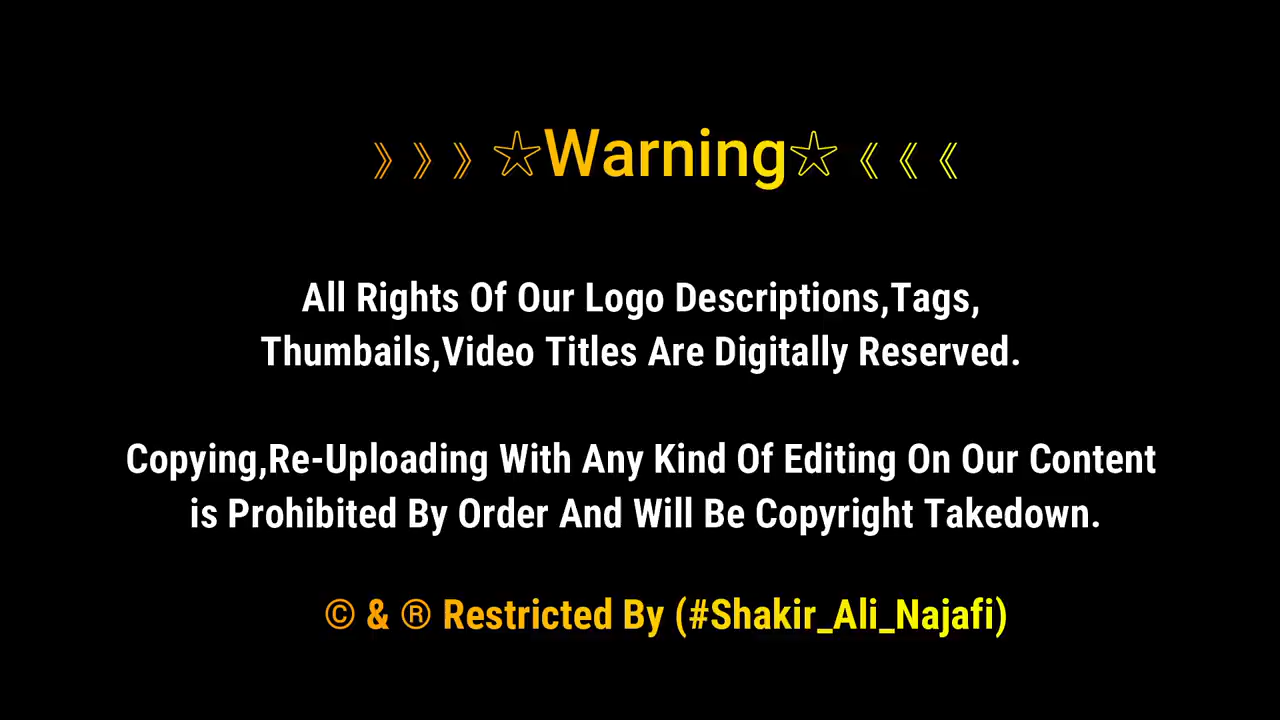 》》》☆Warning☆《《《
All Rights Of Our Logo Descriptions,Tags,
Thumbails,Video Titles Are Digitally Reserved.
Copying,Re-Uploading With Any Kind Of Editing On Our Content
is Prohibited By Order And Will Be Copyright Takedown.
© & ® Restricted By (#Shakir_Ali_Najafi)